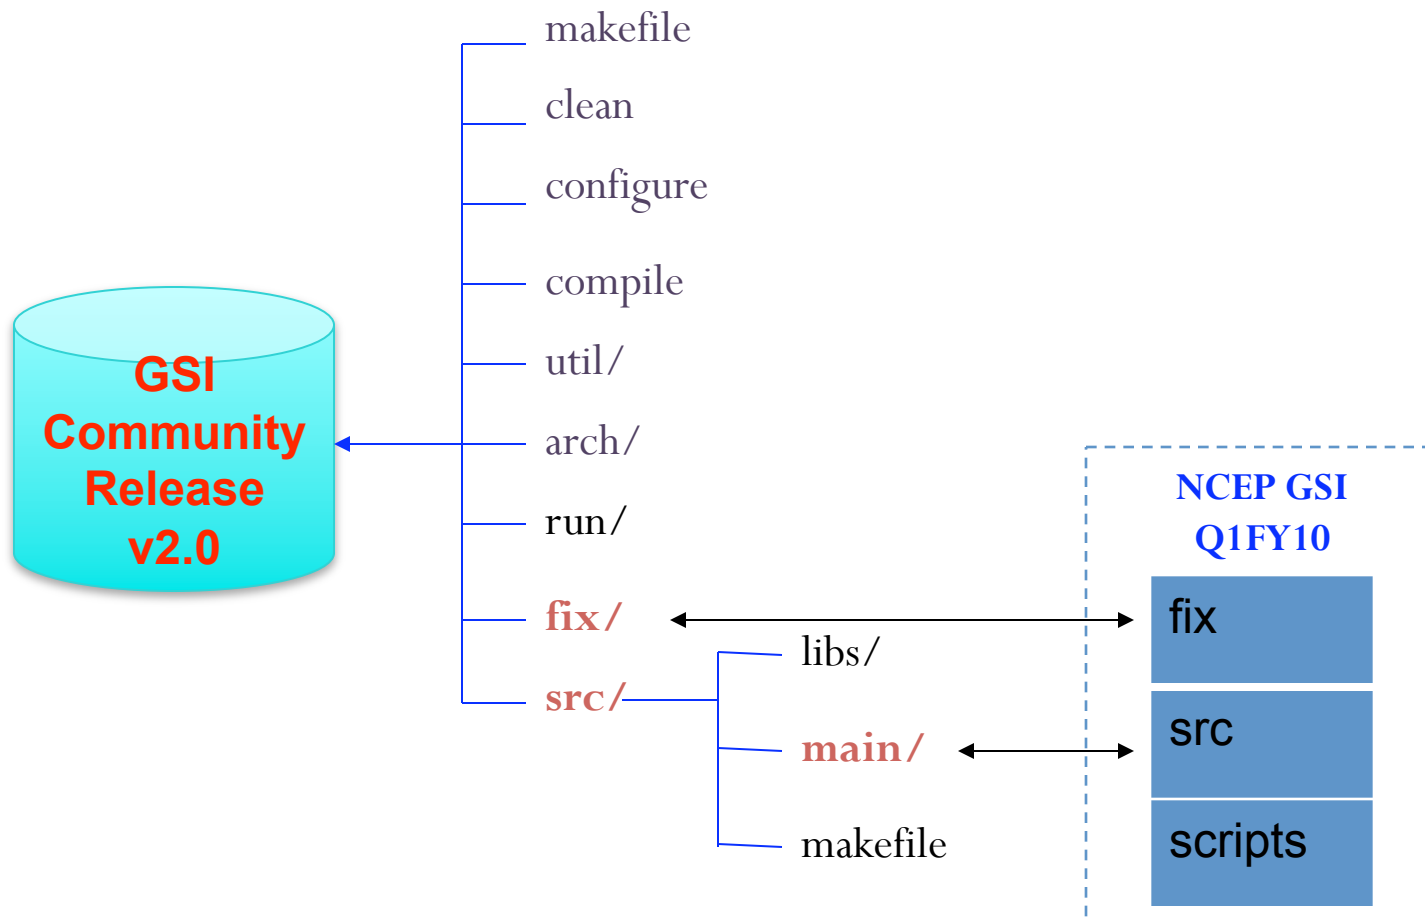 makefile
clean
configure
compile
util/
arch/
run/
fix/
src/
GSI
Community
Release
v2.0
libs/
main/
makefile
NCEP GSI
Q1FY10
fix
src
scripts